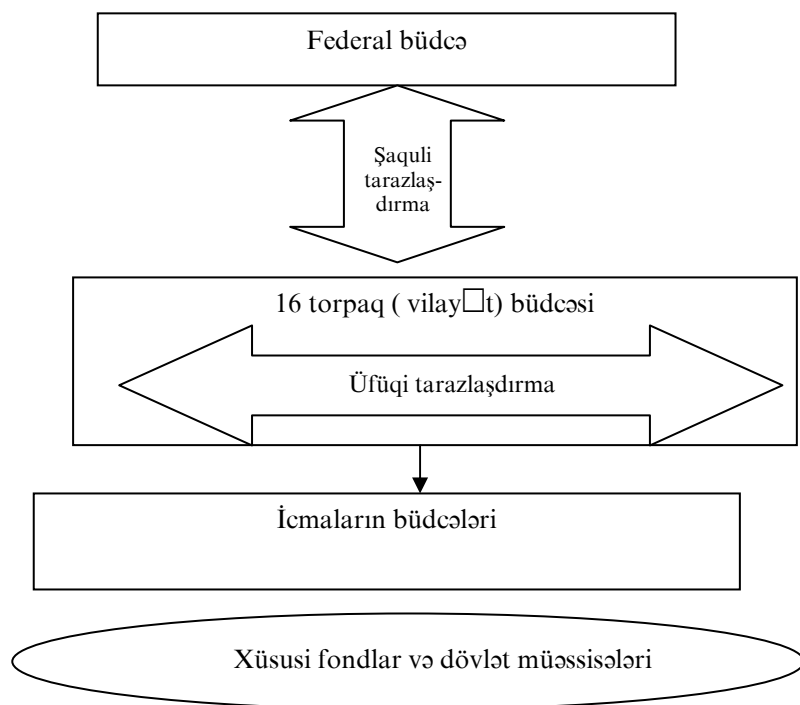 Federal büdcə
Şaquli
tarazlaş-
dırma
16 torpaq ( vilay□t) büdcəsi
Üfüqi tarazlaşdırma
İcmaların büdcələri
Xüsusi fondlar və dövlət müəssisələri